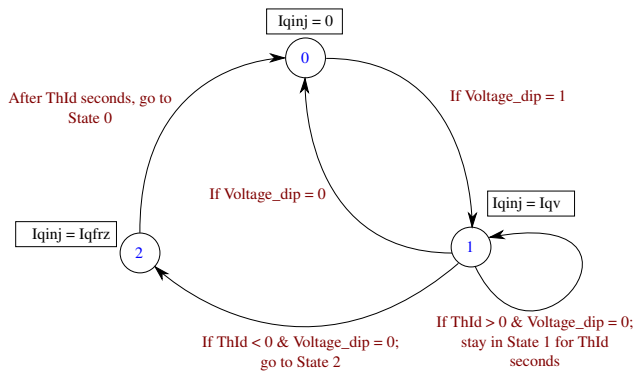 Iqinj = 0
0
After ThId seconds, go to
State 0
If Voltage_dip = 1
If Voltage_dip = 0
Iqinj = Iqv
Iqinj = Iqfrz
2
1
If ThId > 0 & Voltage_dip = 0;
stay in State 1 for ThId
seconds
If ThId < 0 & Voltage_dip = 0;
go to State 2